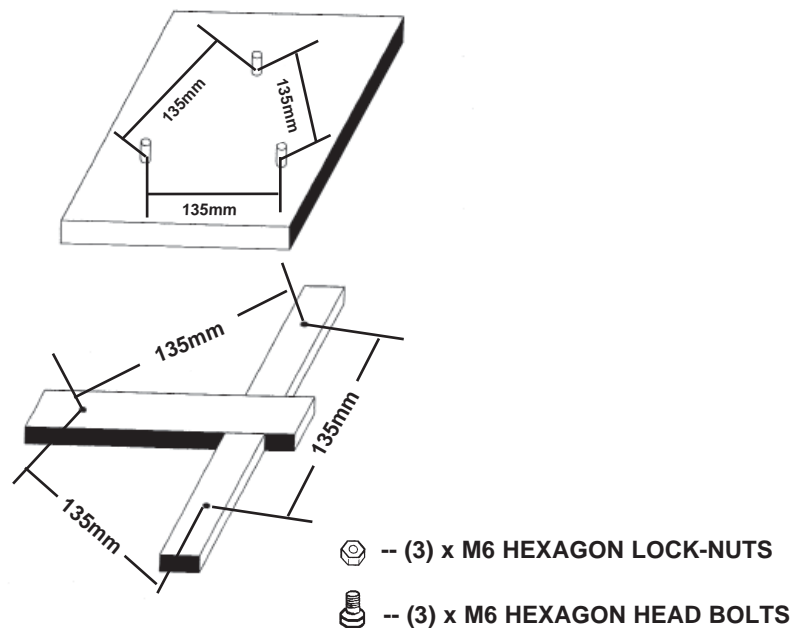 135mm
135mm
135mm
135mm
135mm
135mm
-- (3) x M6 HEXAGON LOCK-NUTS
-- (3) x M6 HEXAGON HEAD BOLTS